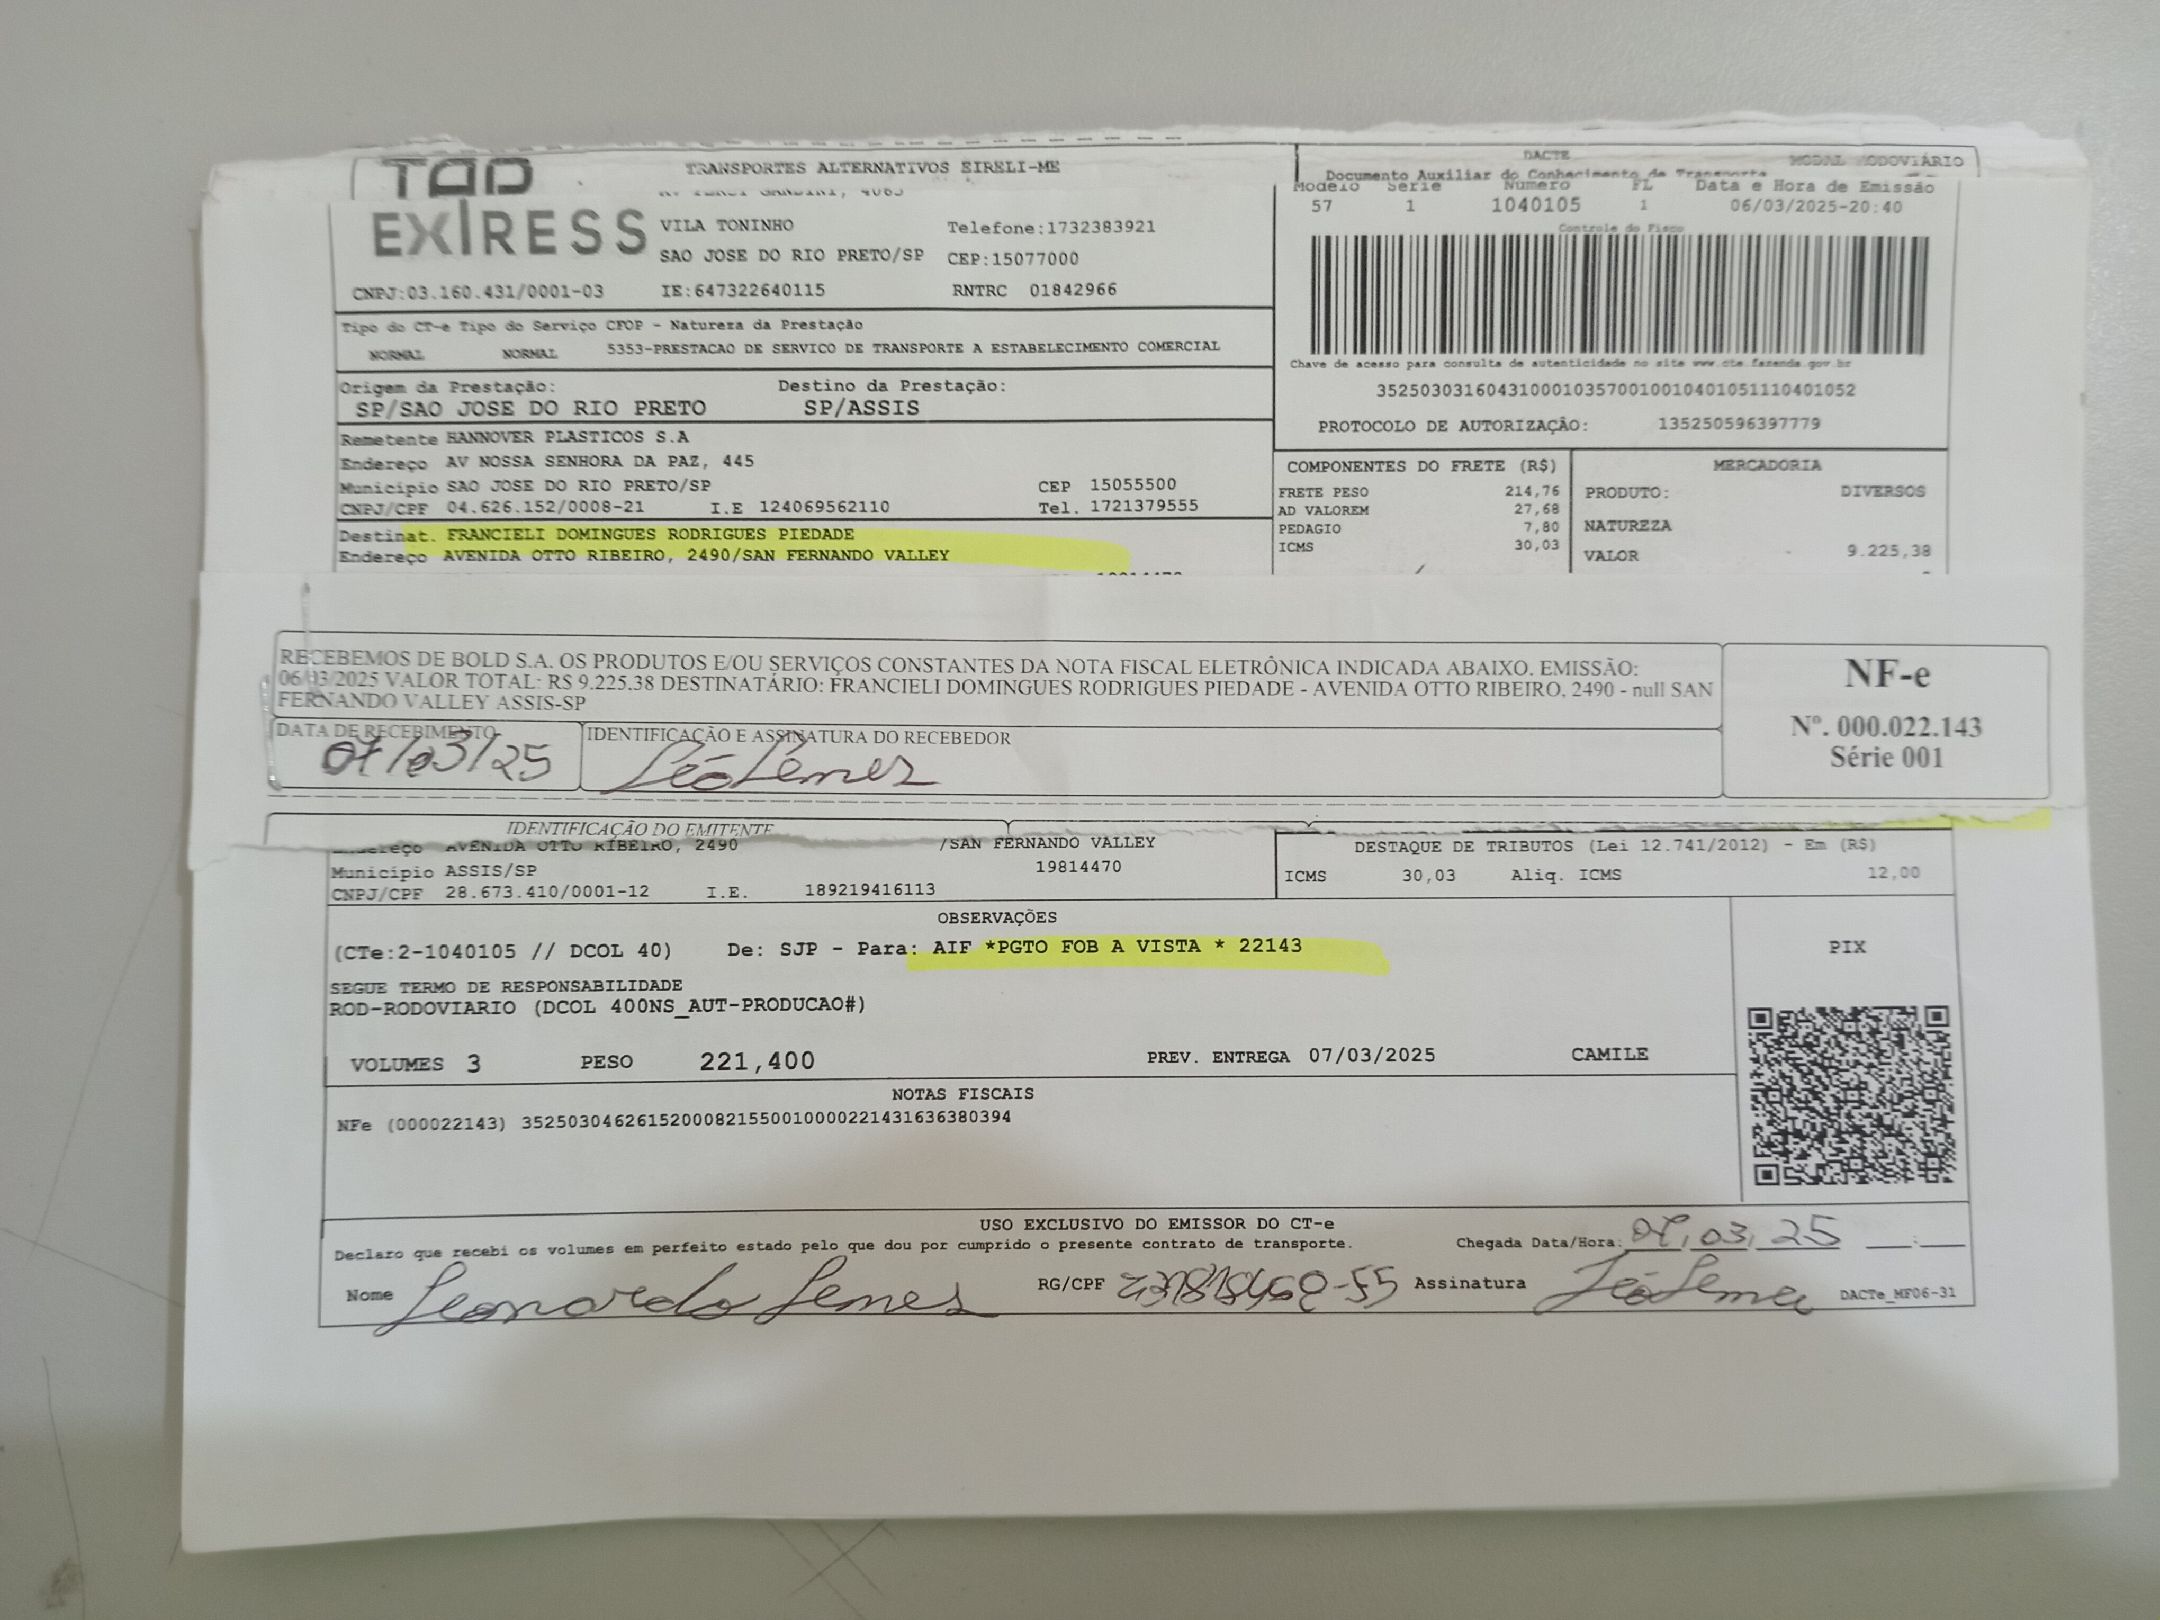 TRANSPORTES ALTERNATIVOS EIRELI-ME
EXPRESS
VILA TONINHO Telefone:1732383921
SAO JOSE DO RIO PRETO/SP CEP:15077000
CNPJ:03.160.431/0001-03 IE:647322640115 RNTRC 01842966
DACTE MODAL RODOVIÁRIO
Documento Auxiliar do Conhecimento de Transporte
Modelo Serie Numero FL Data e Hora de Emissão
57 1 1040105 1 06/03/2025-20:40
Controle do Fisco
Chave de acesso para consulta de autenticidade no site www.cte.fazenda.gov.br
35250303160431000103570010010401051110401052
PROTOCOLO DE AUTORIZAÇÃO: 135250596397779
Tipo do CT-e Tipo do Serviço CFOP - Natureza da Prestação
NORMAL NORMAL 5353-PRESTACAO DE SERVICO DE TRANSPORTE A ESTABELECIMENTO COMERCIAL
Origem da Prestação: Destino da Prestação:
SP/SAO JOSE DO RIO PRETO SP/ASSIS
Remetente HANNOVER PLASTICOS S.A
Endereço AV NOSSA SENHORA DA PAZ, 445
Municipio SAO JOSE DO RIO PRETO/SP CEP 15055500
CNPJ/CPF 04.626.152/0008-21 I.E 124069562110 Tel. 1721379555
Destinat. FRANCIELI DOMINGUES RODRIGUES PIEDADE
Endereço AVENIDA OTTO RIBEIRO, 2490/SAN FERNANDO VALLEY
COMPONENTES DO FRETE (R$) MERCADORIA
FRETE PESO 214,76 PRODUTO: DIVERSOS
AD VALOREM 27,68
PEDAGIO 7,80 NATUREZA
ICMS 30,03 VALOR 9.225,38
RECEBEMOS DE BOLD S.A. OS PRODUTOS E/OU SERVIÇOS CONSTANTES DA NOTA FISCAL ELETRÔNICA INDICADA ABAIXO. EMISSÃO:
06/03/2025 VALOR TOTAL: R$ 9.225.38 DESTINATÁRIO: FRANCIELI DOMINGUES RODRIGUES PIEDADE - AVENIDA OTTO RIBEIRO, 2490 - null SAN
FERNANDO VALLEY ASSIS-SP
DATA DE RECEBIMENTO IDENTIFICAÇÃO E ASSINATURA DO RECEBEDOR
07/03/25 Léo Lemes
NF-e
Nº. 000.022.143
Série 001
IDENTIFICAÇÃO DO EMITENTE
Endereço AVENIDA OTTO RIBEIRO, 2490 /SAN FERNANDO VALLEY
Municipio ASSIS/SP 19814470
CNPJ/CPF 28.673.410/0001-12 I.E. 189219416113
DESTAQUE DE TRIBUTOS (Lei 12.741/2012) - Em (R$)
ICMS 30,03 Aliq. ICMS 12,00
OBSERVAÇÕES
(CTe:2-1040105 // DCOL 40) De: SJP - Para: AIF *PGTO FOB A VISTA * 22143
SEGUE TERMO DE RESPONSABILIDADE
ROD-RODOVIARIO (DCOL 400NS_AUT-PRODUCAO#)
PIX
VOLUMES 3 PESO 221,400 PREV. ENTREGA 07/03/2025 CAMILE
NOTAS FISCAIS
NFe (000022143) 35250304626152000821550010000221431636380394
USO EXCLUSIVO DO EMISSOR DO CT-e
Declaro que recebi os volumes em perfeito estado pelo que dou por cumprido o presente contrato de transporte. Chegada Data/Hora: 07/03/25
Nome Leonardo Lemes RG/CPF Assinatura Léo Lemes DACTe_MF06-31